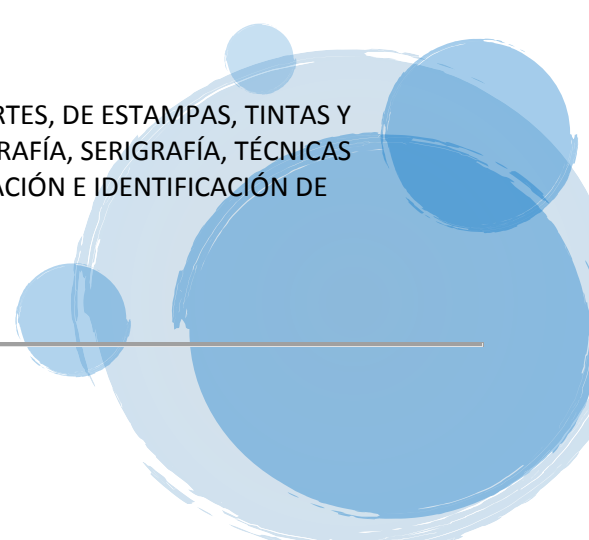 RTES, DE ESTAMPAS, TINTAS Y
RAFÍA, SERIGRAFÍA, TÉCNICAS
ACIÓN E IDENTIFICACIÓN DE